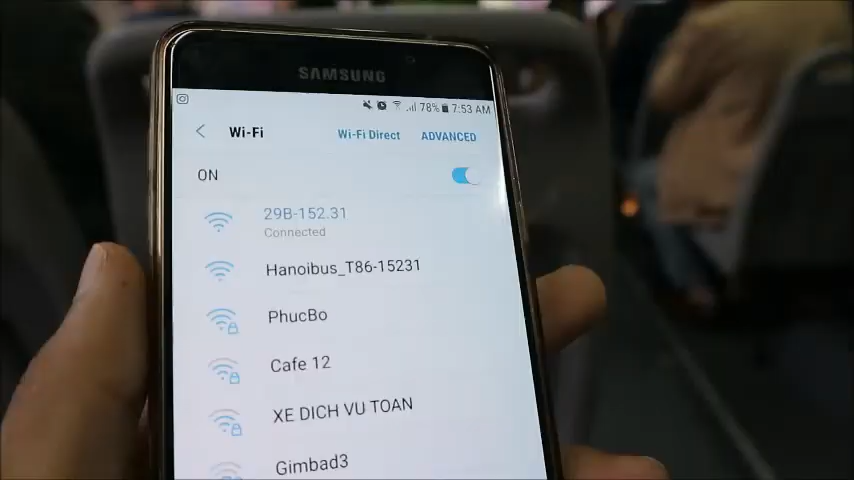 SAMSUNG
78% 7:53 AM
Wi-Fi Wi-Fi Direct ADVANCED
ON
29B-152.31
Connected
Hanoibus_T86-15231
PhucBo
Cafe 12
XE DICH VU TOAN
Gimbad3